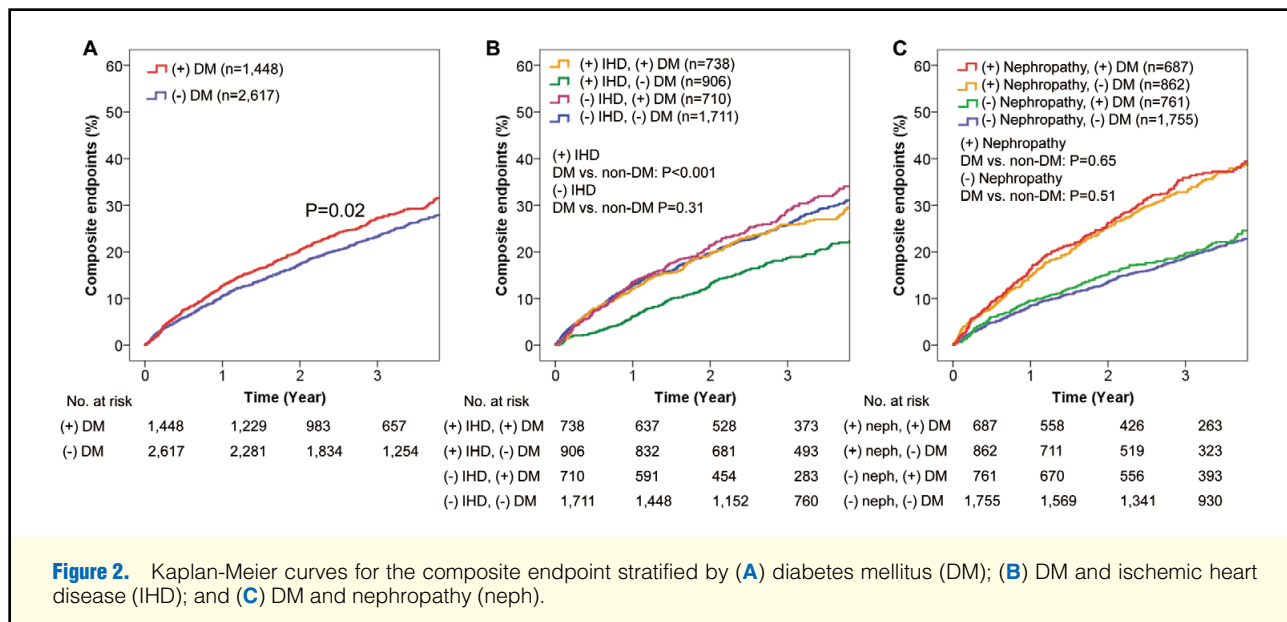 A
(+) DM (n=1,448)
(-) DM (n=2,617)
P=0.02
Composite endpoints (%)
60
50
40
30
20
10
0
0 1 2 3
Time (Year)
No. at risk
(+) DM 1,448 1,229 983 657
(-) DM 2,617 2,281 1,834 1,254
B
(+) IHD, (+) DM (n=738)
(+) IHD, (-) DM (n=906)
(-) IHD, (+) DM (n=710)
(-) IHD, (-) DM (n=1,711)
(+) IHD
DM vs. non-DM: P<0.001
(-) IHD
DM vs. non-DM P=0.31
Composite endpoints (%)
60
50
40
30
20
10
0
0 1 2 3
Time (Year)
No. at risk
(+) IHD, (+) DM 738 637 528 373
(+) IHD, (-) DM 906 832 681 493
(-) IHD, (+) DM 710 591 454 283
(-) IHD, (-) DM 1,711 1,448 1,152 760
C
(+) Nephropathy, (+) DM (n=687)
(+) Nephropathy, (-) DM (n=862)
(-) Nephropathy, (+) DM (n=761)
(-) Nephropathy, (-) DM (n=1,755)
(+) Nephropathy
DM vs. non-DM: P=0.65
(-) Nephropathy
DM vs. non-DM: P=0.51
Composite endpoints (%)
60
50
40
30
20
10
0
0 1 2 3
Time (Year)
No. at risk
(+) neph, (+) DM 687 558 426 263
(+) neph, (-) DM 862 711 519 323
(-) neph, (+) DM 761 670 556 393
(-) neph, (-) DM 1,755 1,569 1,341 930
Figure 2. Kaplan-Meier curves for the composite endpoint stratified by (A) diabetes mellitus (DM); (B) DM and ischemic heart
disease (IHD); and (C) DM and nephropathy (neph).